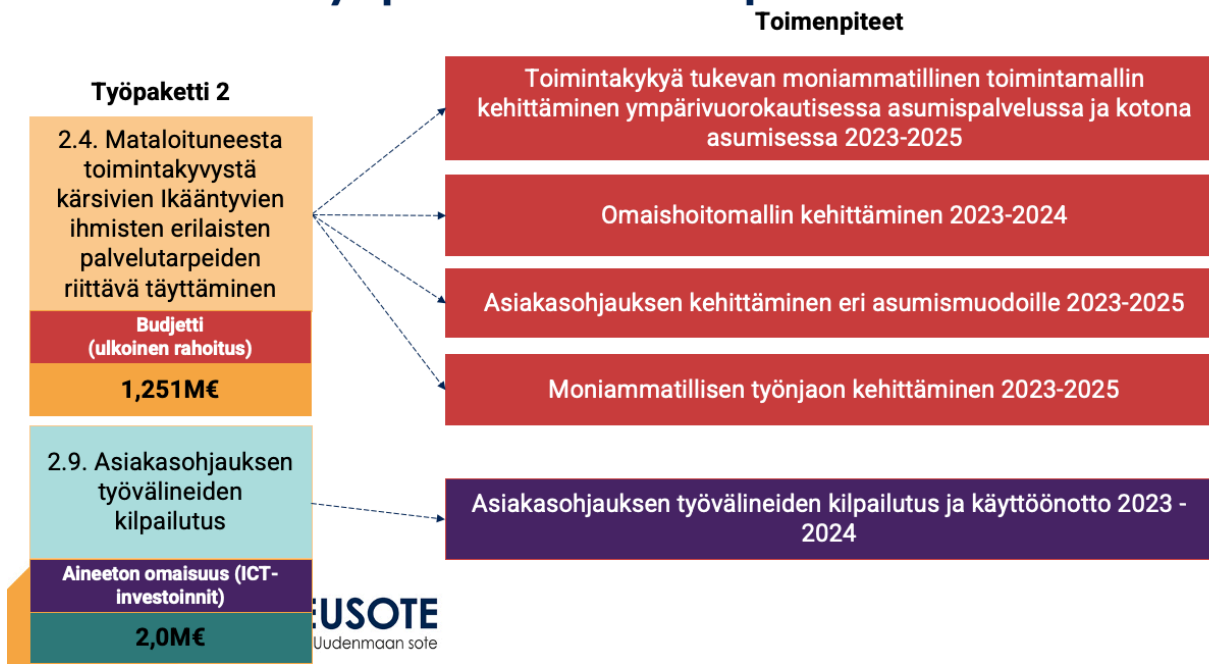 Toimenpiteet
Työpaketti 2
2.4. Mataloituneesta
toimintakyvystä
kärsivien Ikääntyvien
ihmisten erilaisten
palvelutarpeiden
riittävä täyttäminen
Budjetti
(ulkoinen rahoitus)
1,251M€
Toimintakykyä tukevan moniammatillinen toimintamallin
kehittäminen ympärivuorokautisessa asumispalvelussa ja kotona
asumisessa 2023-2025
Omaishoitomallin kehittäminen 2023-2024
Asiakasohjauksen kehittäminen eri asumismuodoille 2023-2025
Moniammatillisen työnjaon kehittäminen 2023-2025
2.9. Asiakasohjauksen
työvälineiden
kilpailutus
Aineeton omaisuus (ICT-
investoinnit)
2,0M€
Asiakasohjauksen työvälineiden kilpailutus ja käyttöönotto 2023 -
2024
EUSOTE
Uudenmaan sote